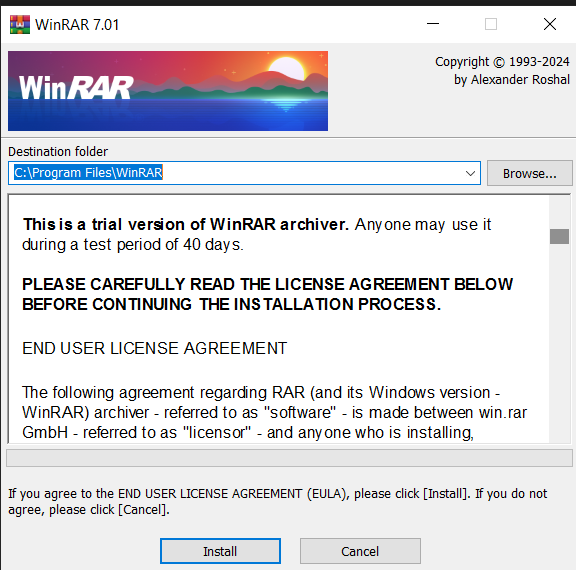 WinRAR 7.01
WinRAR
Copyright © 1993-2024
by Alexander Roshal
Destination folder
C:\Program Files\WinRAR
Browse...
This is a trial version of WinRAR archiver. Anyone may use it
during a test period of 40 days.
PLEASE CAREFULLY READ THE LICENSE AGREEMENT BELOW
BEFORE CONTINUING THE INSTALLATION PROCESS.
END USER LICENSE AGREEMENT
The following agreement regarding RAR (and its Windows version -
WinRAR) archiver - referred to as "software" - is made between win.rar
GmbH - referred to as "licensor" - and anyone who is installing,
If you agree to the END USER LICENSE AGREEMENT (EULA), please click [Install]. If you do not
agree, please click [Cancel].
Install
Cancel